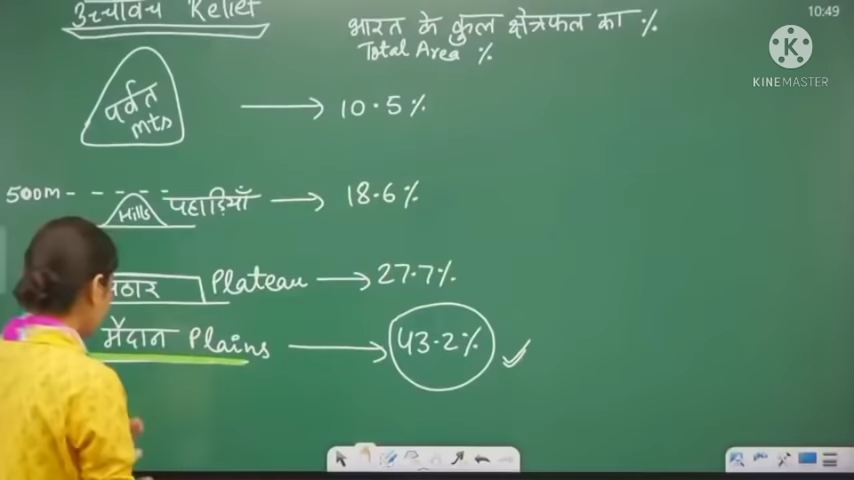 उच्चावच Relief
भारत के कुल क्षेत्रफल का %
Total Area %
10:49
KINEMASTER
पर्वत
mts
10.5%
500m
Hills पहाड़ियाँ
18.6%
पठार Plateau
27.7%
मैदान Plains
43.2%